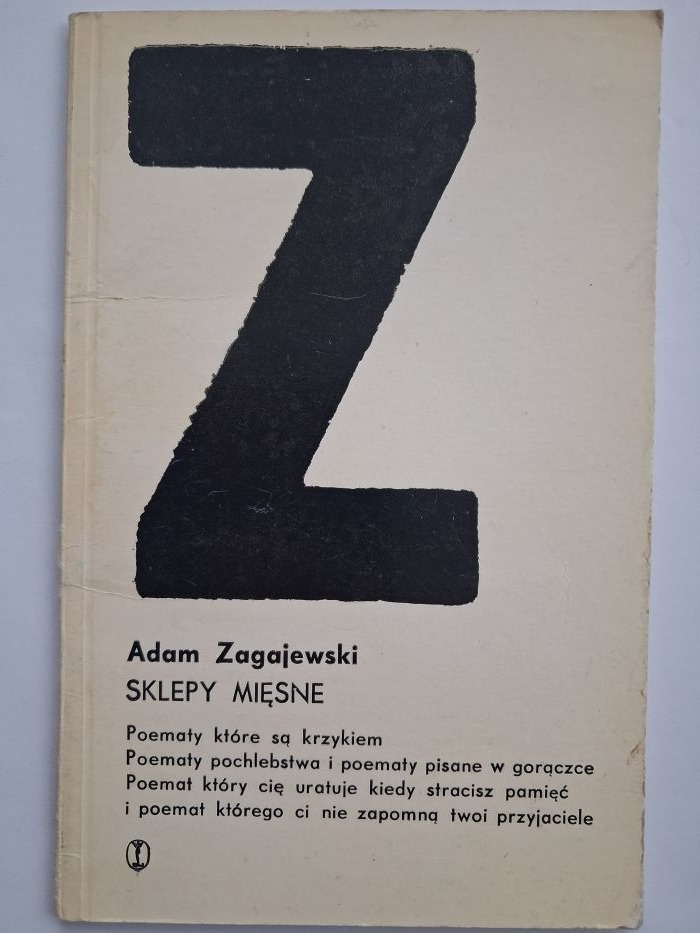 Z
Adam Zagajewski
SKLEPY MIĘSNE
Poematy które są krzykiem
Poematy pochlebstwa i poematy pisane w gorączce
Poemat który cię uratuje kiedy stracisz pamięć
i poemat którego ci nie zapomną twoi przyjaciele